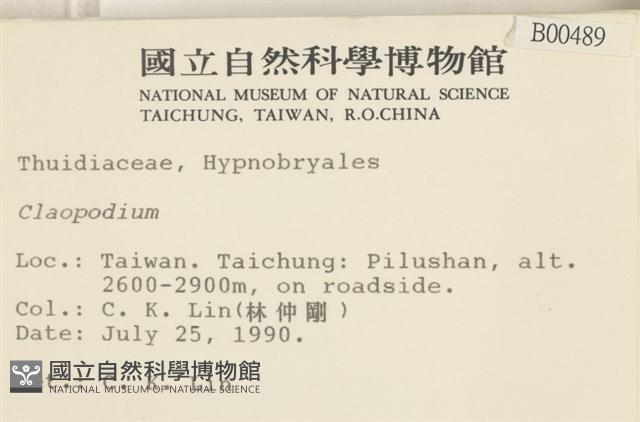 B00489
國立自然科學博物館
NATIONAL MUSEUM OF NATURAL SCIENCE
TAICHUNG, TAIWAN, R.O.CHINA
Thuidiaceae, Hypnobryales
Claopodium
Loc.: Taiwan. Taichung: Pilushan, alt.
2600-2900m, on roadside.
Col.: C. K. Lin(林仲剛)
Date: July 25, 1990.
國立自然科學博物館
NATIONAL MUSEUM OF NATURAL SCIENCE
C. K. Lin